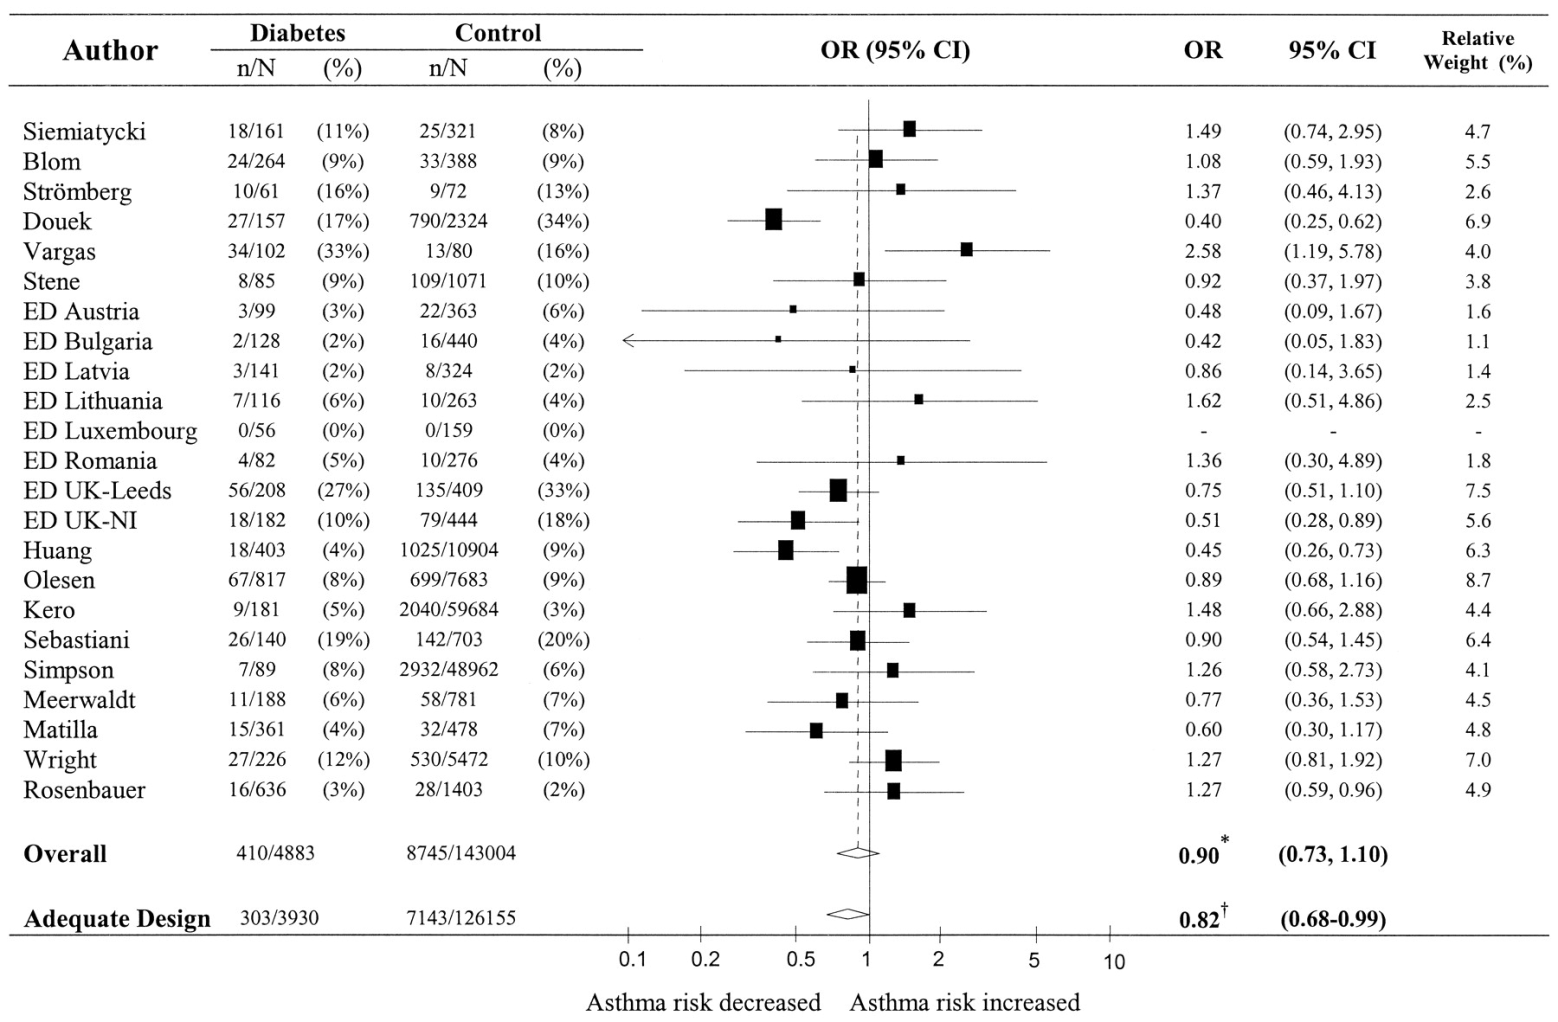 Author Diabetes Control OR (95% CI) OR 95% CI Relative Weight (%)
n/N (%) n/N (%)
Siemiatycki 18/161 (11%) 25/321 (8%) 1.49 (0.74, 2.95) 4.7
Blom 24/264 (9%) 33/388 (9%) 1.08 (0.59, 1.93) 5.5
Strömberg 10/61 (16%) 9/72 (13%) 1.37 (0.46, 4.13) 2.6
Douek 27/157 (17%) 790/2324 (34%) 0.40 (0.25, 0.62) 6.9
Vargas 34/102 (33%) 13/80 (16%) 2.58 (1.19, 5.78) 4.0
Stene 8/85 (9%) 109/1071 (10%) 0.92 (0.37, 1.97) 3.8
ED Austria 3/99 (3%) 22/363 (6%) 0.48 (0.09, 1.67) 1.6
ED Bulgaria 2/128 (2%) 16/440 (4%) 0.42 (0.05, 1.83) 1.1
ED Latvia 3/141 (2%) 8/324 (2%) 0.86 (0.14, 3.65) 1.4
ED Lithuania 7/116 (6%) 10/263 (4%) 1.62 (0.51, 4.86) 2.5
ED Luxembourg 0/56 (0%) 0/159 (0%) - - -
ED Romania 4/82 (5%) 10/276 (4%) 1.36 (0.30, 4.89) 1.8
ED UK-Leeds 56/208 (27%) 135/409 (33%) 0.75 (0.51, 1.10) 7.5
ED UK-NI 18/182 (10%) 79/444 (18%) 0.51 (0.28, 0.89) 5.6
Huang 18/403 (4%) 1025/10904 (9%) 0.45 (0.26, 0.73) 6.3
Olesen 67/817 (8%) 699/7683 (9%) 0.89 (0.68, 1.16) 8.7
Kero 9/181 (5%) 2040/59684 (3%) 1.48 (0.66, 2.88) 4.4
Sebastiani 26/140 (19%) 142/703 (20%) 0.90 (0.54, 1.45) 6.4
Simpson 7/89 (8%) 2932/48962 (6%) 1.26 (0.58, 2.73) 4.1
Meerwaldt 11/188 (6%) 58/781 (7%) 0.77 (0.36, 1.53) 4.5
Matilla 15/361 (4%) 32/478 (7%) 0.60 (0.30, 1.17) 4.8
Wright 27/226 (12%) 530/5472 (10%) 1.27 (0.81, 1.92) 7.0
Rosenbauer 16/636 (3%) 28/1403 (2%) 1.27 (0.59, 0.96) 4.9
Overall 410/4883 8745/143004 0.90* (0.73, 1.10)
Adequate Design 303/3930 7143/126155 0.82† (0.68-0.99)
0.1 0.2 0.5 1 2 5 10
Asthma risk decreased Asthma risk increased